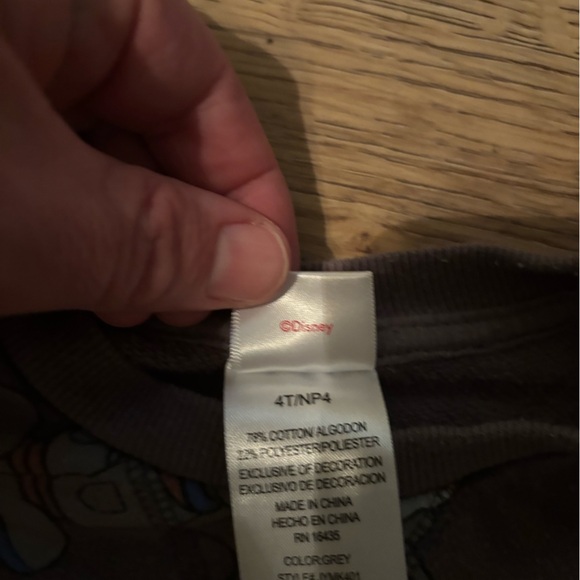 ©Disney
4T/NP4
78% COTTON/ ALGODON
22% POLYESTER/POLIESTER
EXCLUSIVE OF DECORATION
EXCLUSIVO DE DECORACION
MADE IN CHINA
HECHO EN CHINA
RN 16435
COLOR:GREY
STYLE#